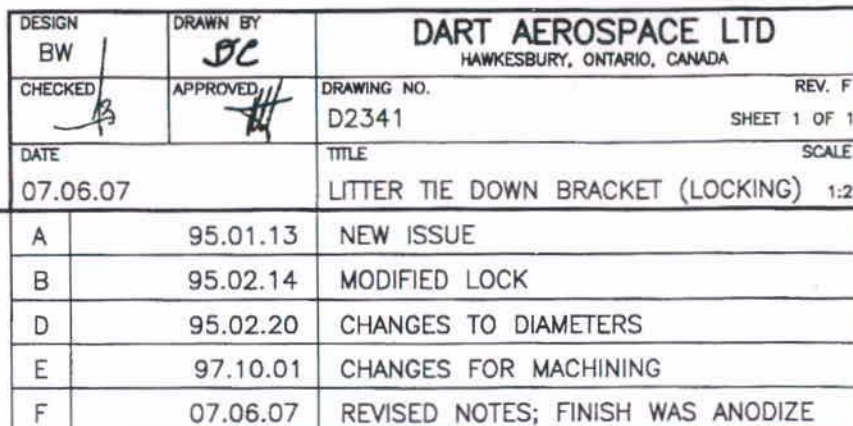 DESIGN
BW
DRAWN BY
BC
DART AEROSPACE LTD
HAWKESBURY, ONTARIO, CANADA
CHECKED
APPROVED
DRAWING NO.
D2341
REV. F
SHEET 1 OF 1
DATE
07.06.07
TITLE
LITTER TIE DOWN BRACKET (LOCKING)
SCALE
1:2
A 95.01.13 NEW ISSUE
B 95.02.14 MODIFIED LOCK
D 95.02.20 CHANGES TO DIAMETERS
E 97.10.01 CHANGES FOR MACHINING
F 07.06.07 REVISED NOTES; FINISH WAS ANODIZE